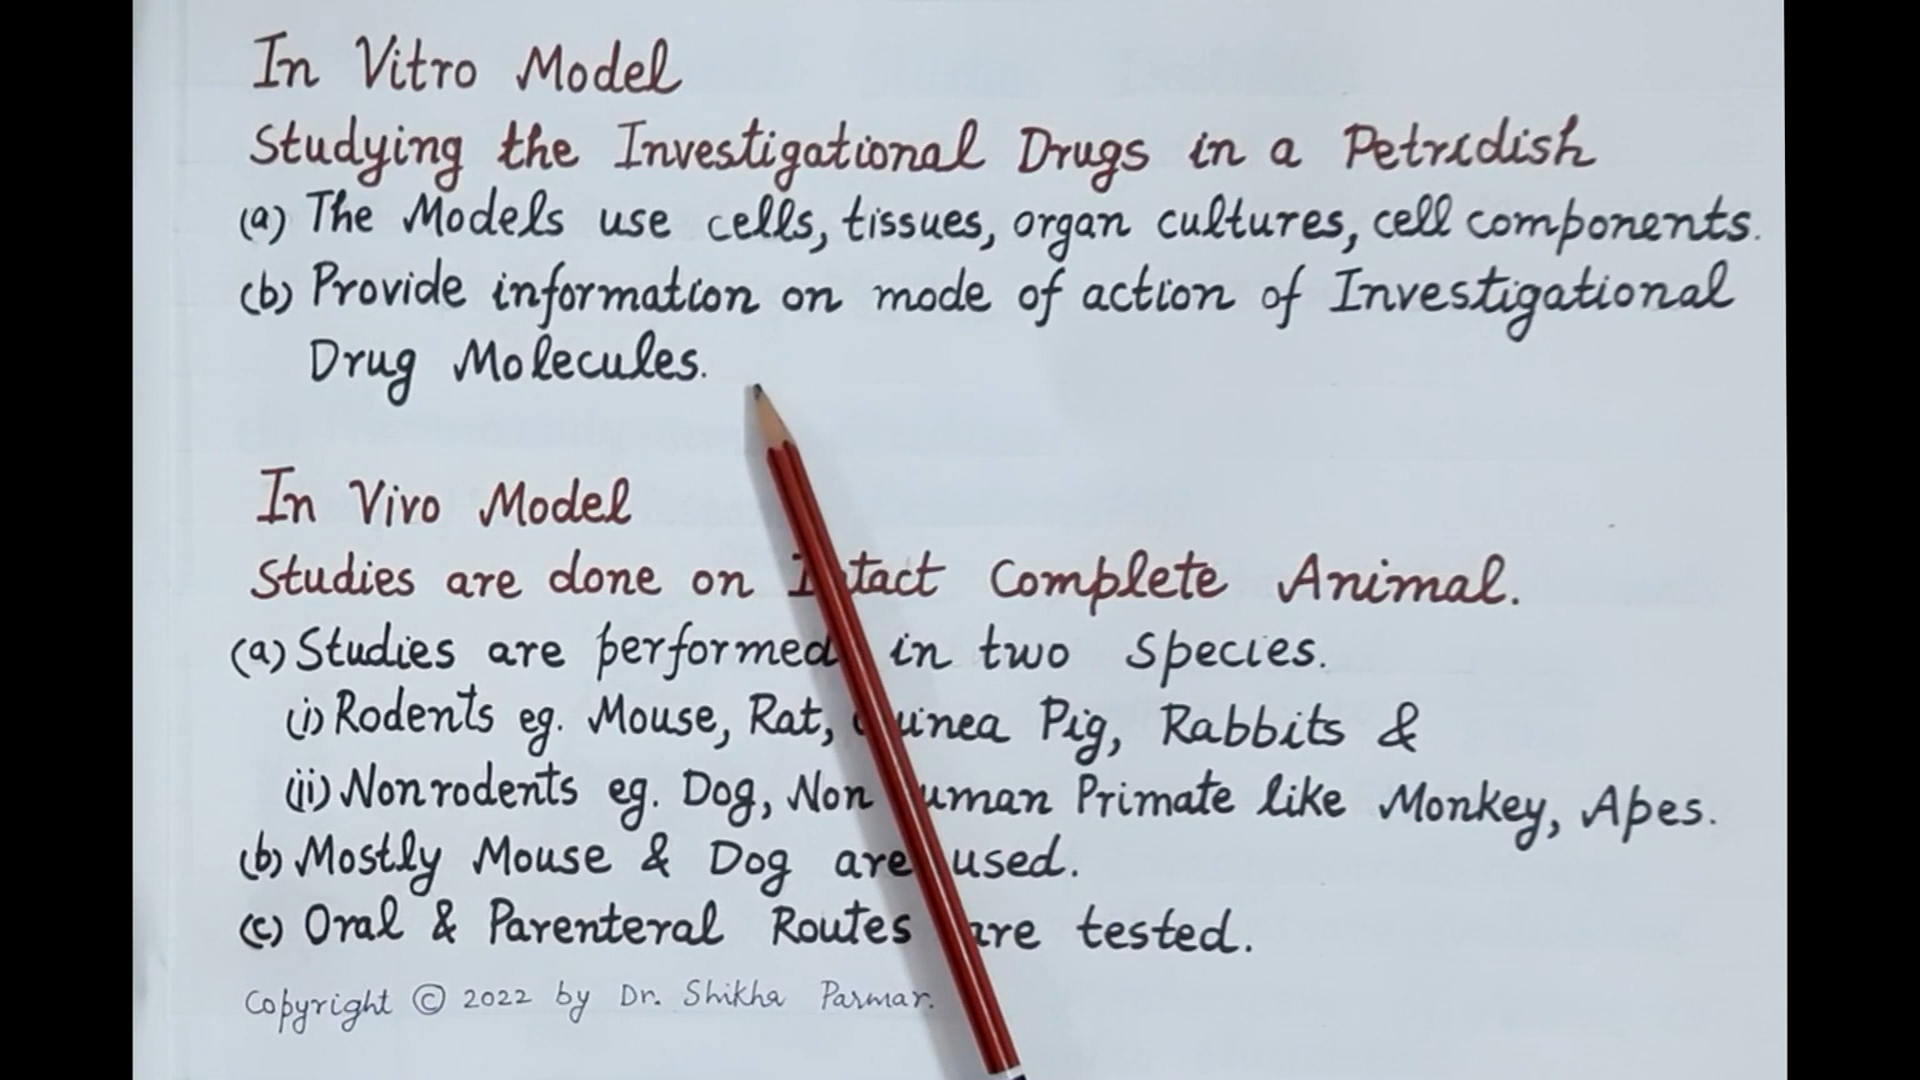 In Vitro Model
Studying the Investigational Drugs in a Petridish
(a) The Models use cells, tissues, organ cultures, cell components.
(b) Provide information on mode of action of Investigational
Drug Molecules.
In Vivo Model
Studies are done on Intact Complete Animal.
(a) Studies are performed in two species.
(i) Rodents eg. Mouse, Rat, Guinea Pig, Rabbits &
(ii) Nonrodents eg. Dog, Non Human Primate like Monkey, Apes.
(b) Mostly Mouse & Dog are used.
(c) Oral & Parenteral Routes are tested.
Copyright © 2022 by Dr. Shikha Parmar.